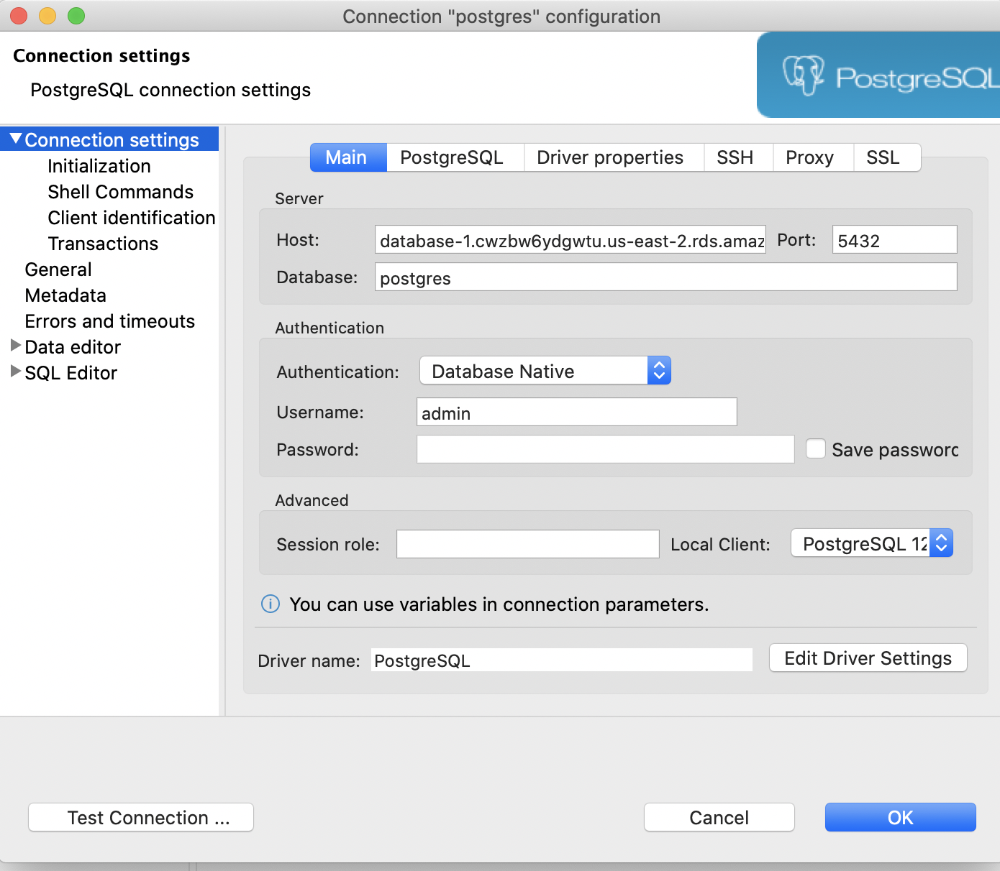 Connection "postgres" configuration
Connection settings
PostgreSQL connection settings
PostgreSQL
Connection settings
Initialization
Shell Commands
Client identification
Transactions
General
Metadata
Errors and timeouts
Data editor
SQL Editor
Main PostgreSQL Driver properties SSH Proxy SSL
Server
Host: database-1.cwzbw6ydgwtu.us-east-2.rds.amaz Port: 5432
Database: postgres
Authentication
Authentication: Database Native
Username: admin
Password: Save password
Advanced
Session role: Local Client: PostgreSQL 12
You can use variables in connection parameters.
Driver name: PostgreSQL Edit Driver Settings
Test Connection ... Cancel OK